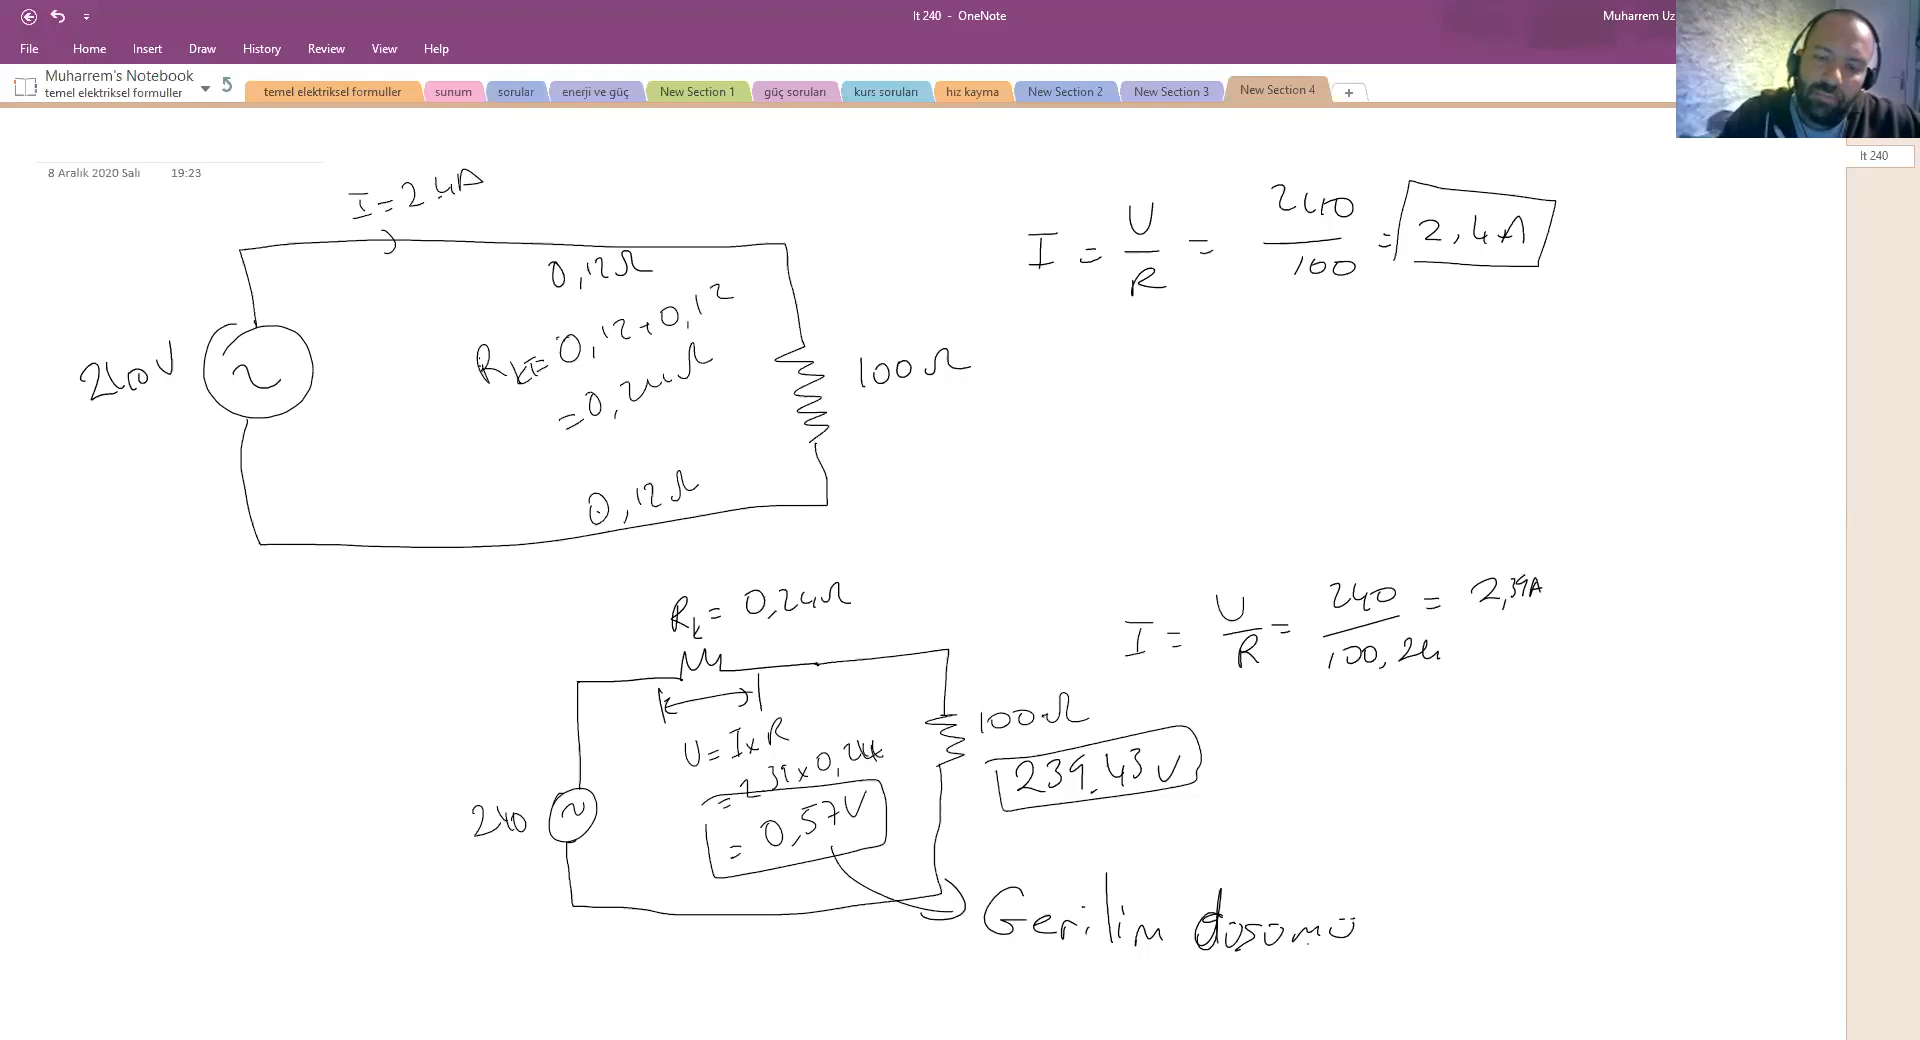 lt 240 - OneNote
Muharrem Uz
File Home Insert Draw History Review View Help
Muharrem's Notebook
temel elektriksel formuller
temel elektriksel formuller sunum sorular enerji ve güç New Section 1 güç soruları kurs soruları hız kayma New Section 2 New Section 3 New Section 4 +
lt 240
8 Aralık 2020 Salı 19:23
I = 2.4A
I = U/R = 240/100 = 2,4A
0,12Ω
240V
= 0,12+0,12
= 0,24Ω
100Ω
0,12Ω
Rk = 0,24Ω
I = U/R = 240/100,24 = 2,39A
100Ω
U = I x R
= 2,39 x 0,24
= 0,57V
239.43V
240
Gerilim düşümü